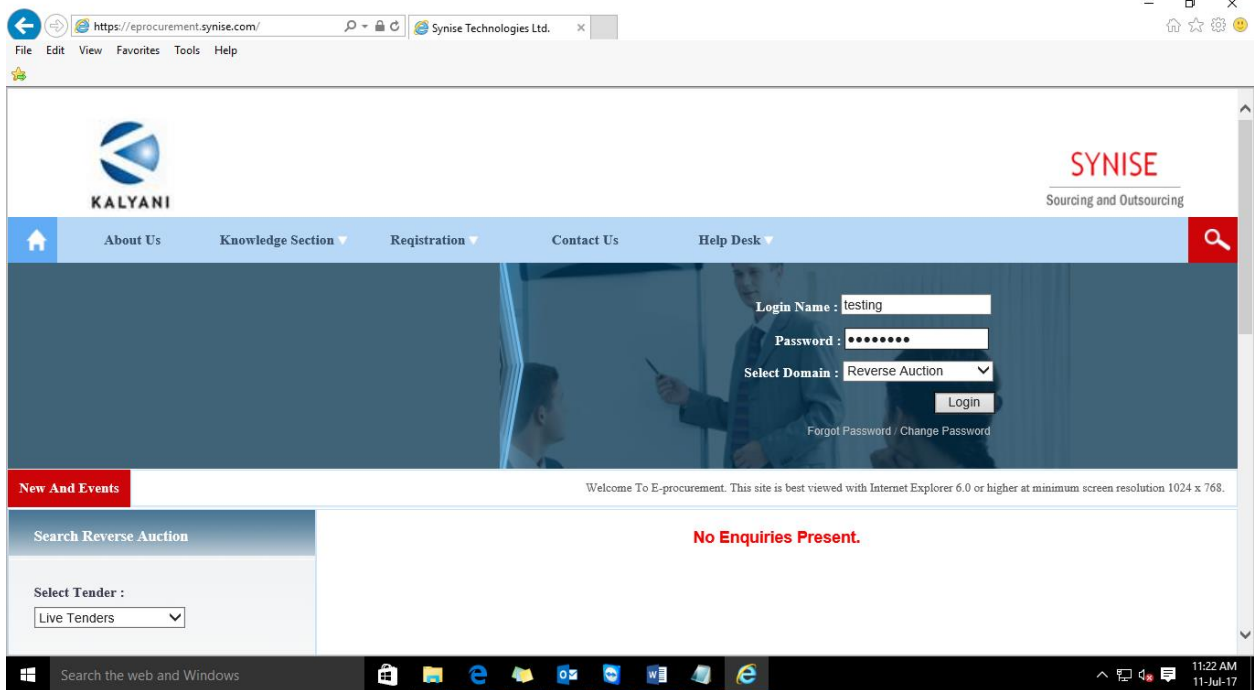 https://eprocurement.synise.com/
Synise Technologies Ltd.
File Edit View Favorites Tools Help
KALYANI
SYNISE
Sourcing and Outsourcing
About Us Knowledge Section Registration Contact Us Help Desk
Login Name : testing
Password : ••••••••
Select Domain : Reverse Auction
Login
Forgot Password / Change Password
New And Events
Welcome To E-procurement. This site is best viewed with Internet Explorer 6.0 or higher at minimum screen resolution 1024 x 768.
Search Reverse Auction
No Enquiries Present.
Select Tender :
Live Tenders
Search the web and Windows
11:22 AM
11-Jul-17